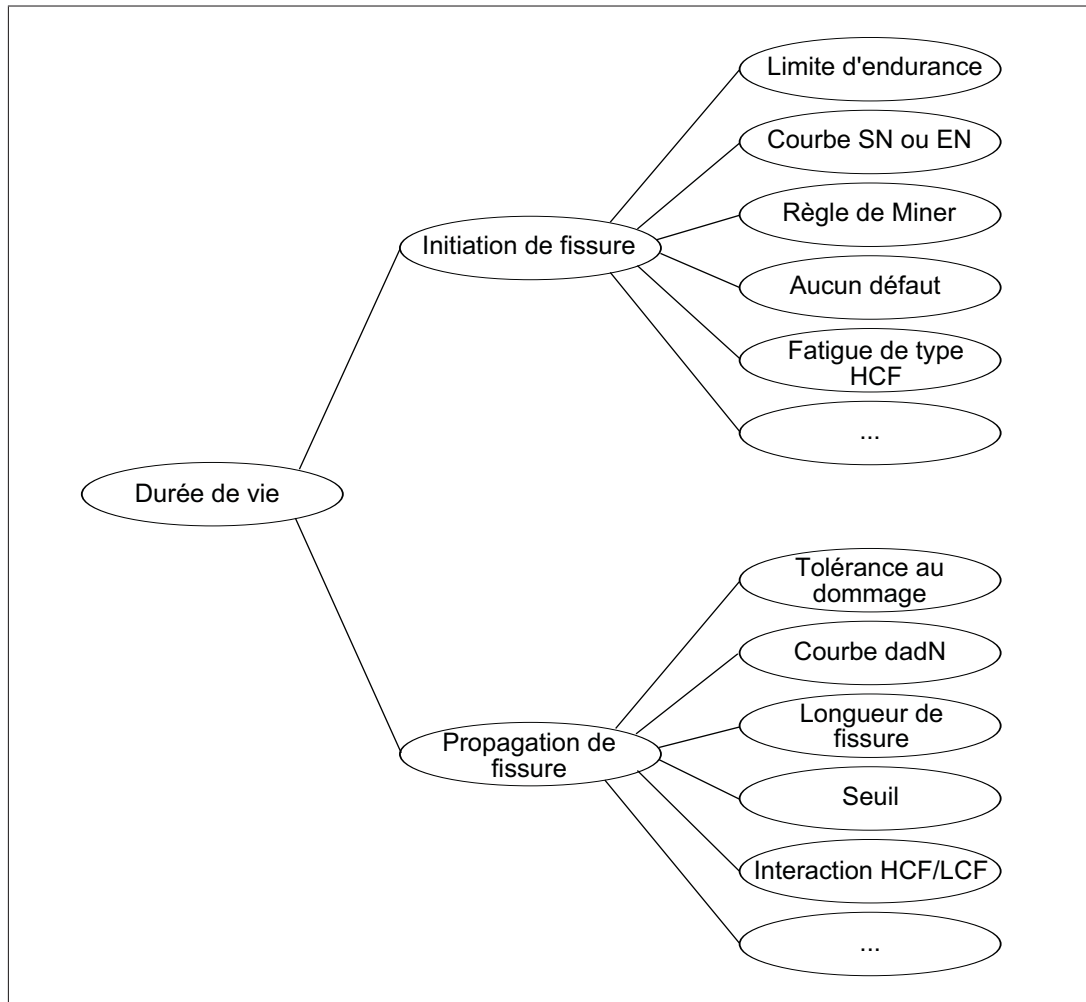 Limite d'endurance
Courbe SN ou EN
Règle de Miner
Initiation de fissure
Aucun défaut
Fatigue de type
HCF
...
Durée de vie
Tolérance au
dommage
Courbe dadN
Longueur de
fissure
Propagation de
fissure
Seuil
Interaction HCF/LCF
...